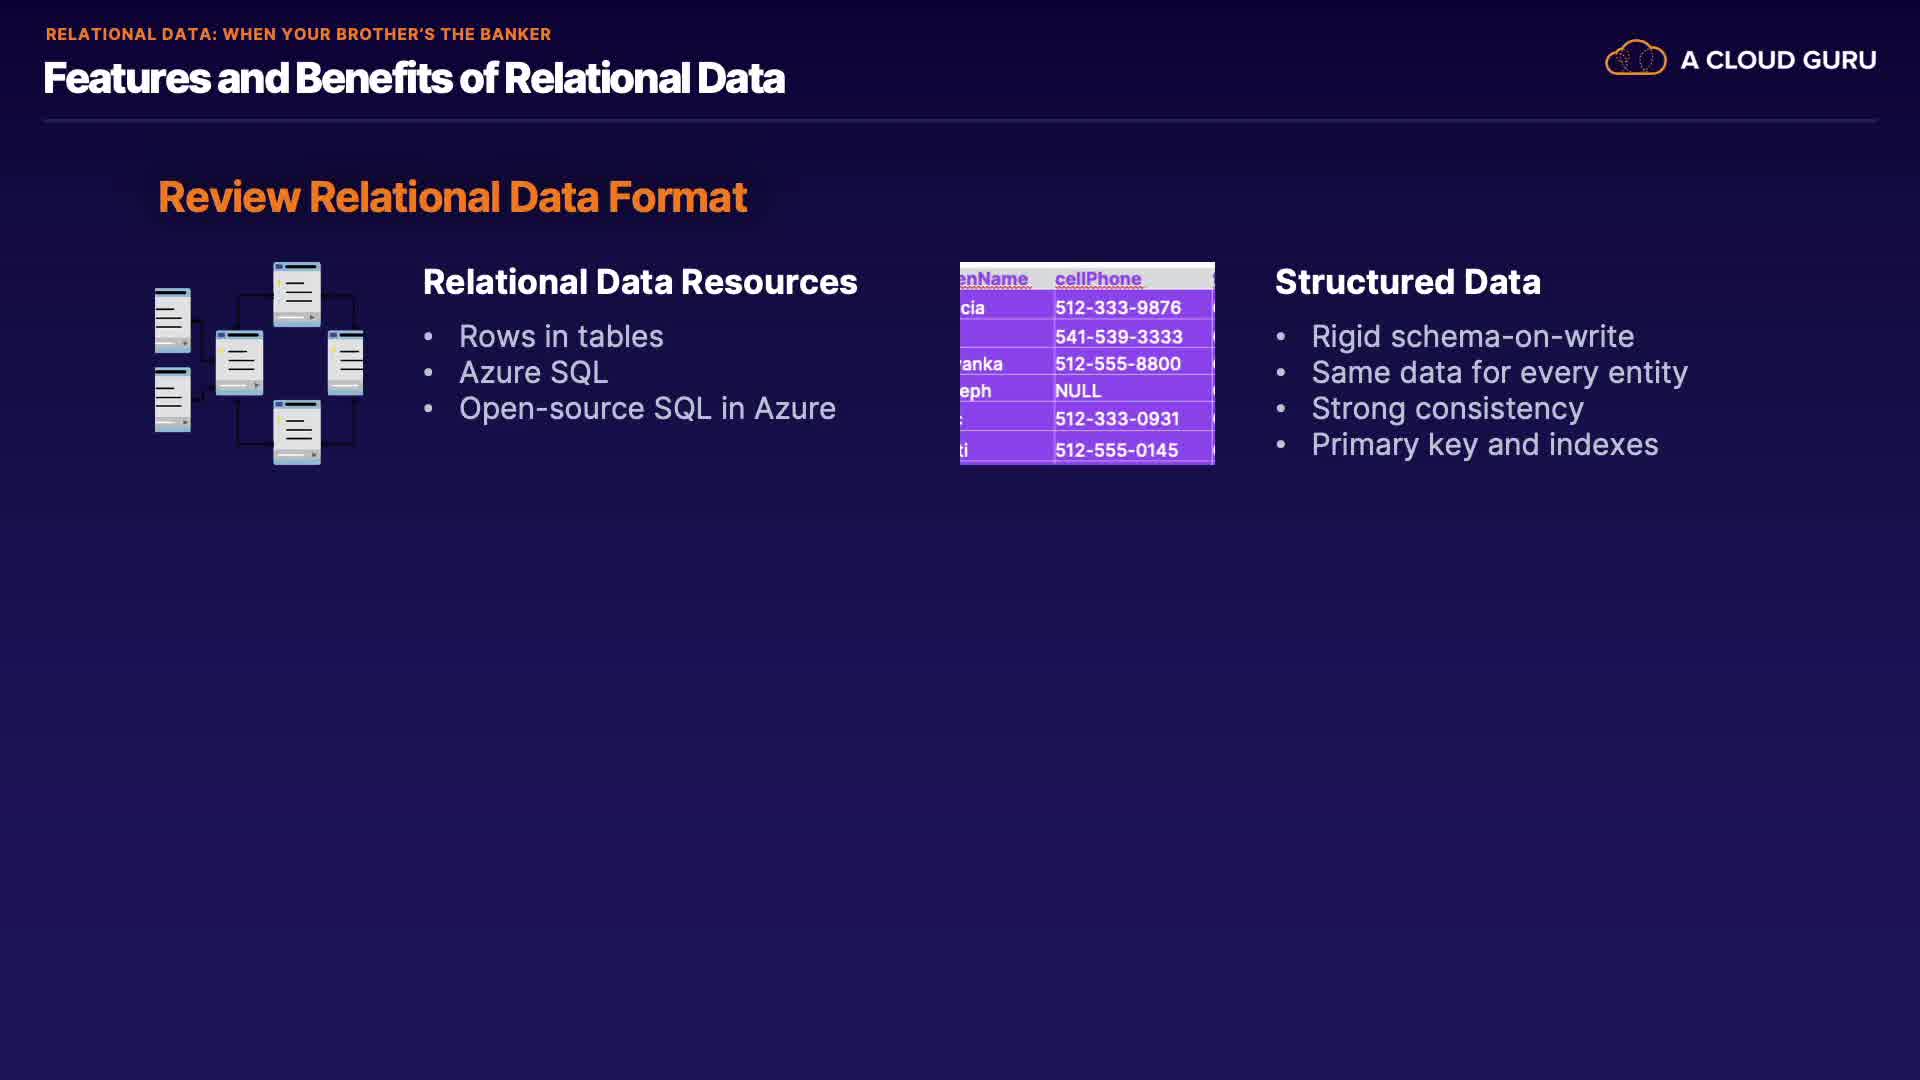 RELATIONAL DATA: WHEN YOUR BROTHER'S THE BANKER
Features and Benefits of Relational Data
A CLOUD GURU
Review Relational Data Format
Relational Data Resources
• Rows in tables
• Azure SQL
• Open-source SQL in Azure
enName cellPhone
cia 512-333-9876
541-539-3333
anka 512-555-8800
eph NULL
512-333-0931
ti 512-555-0145
Structured Data
• Rigid schema-on-write
• Same data for every entity
• Strong consistency
• Primary key and indexes